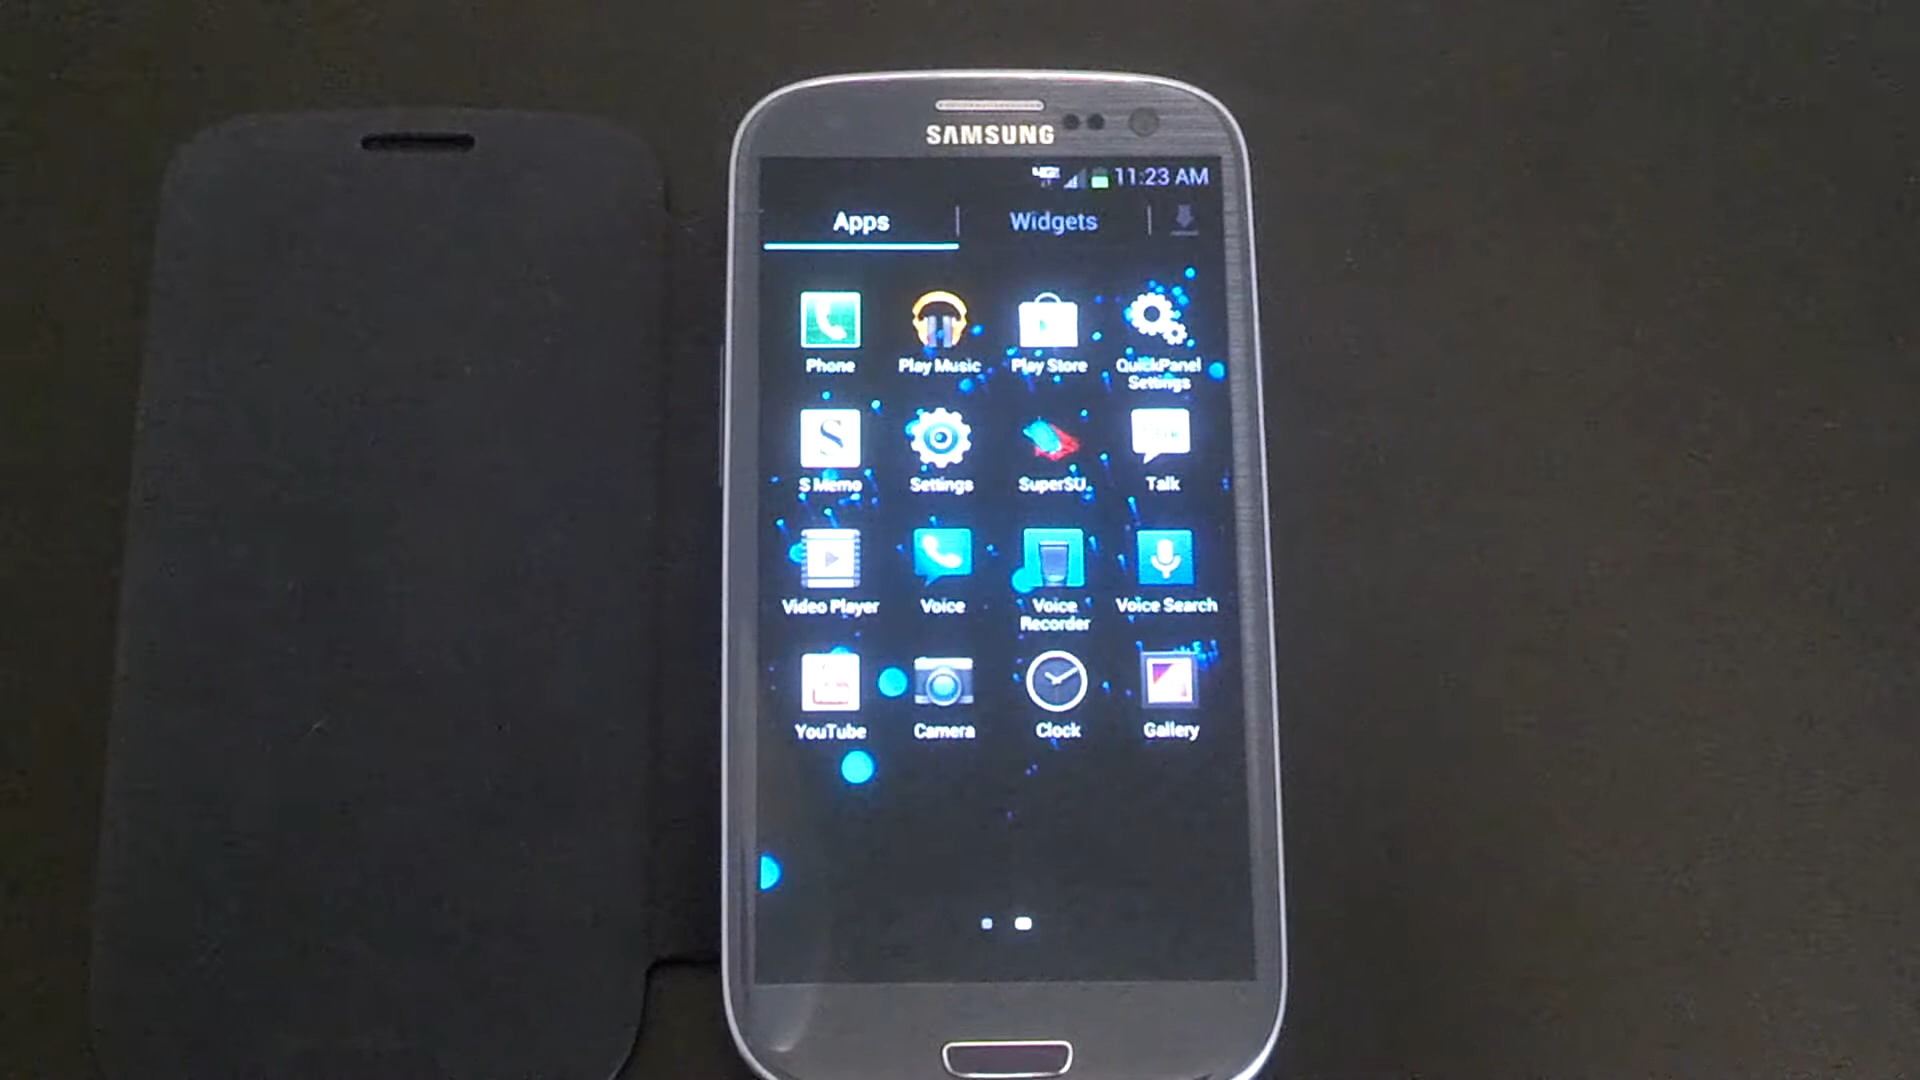 SAMSUNG
4G 11:23 AM
Apps Widgets
Phone Play Music Play Store QuickPanel Settings
S Memo Settings SuperSU Talk
Video Player Voice Voice Recorder Voice Search
YouTube Camera Clock Gallery